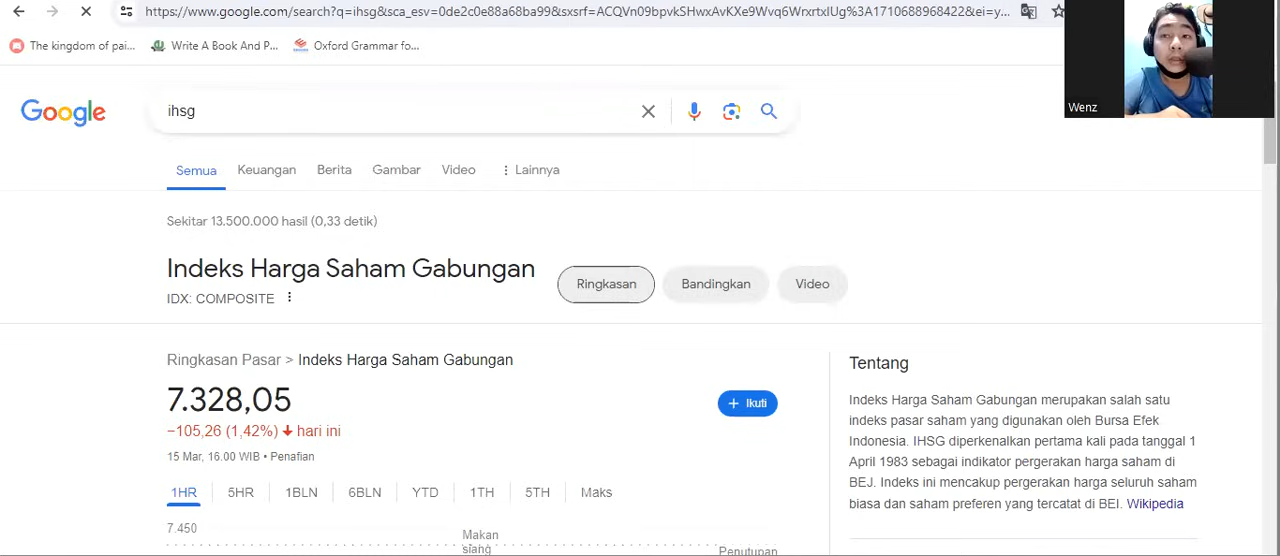 https://www.google.com/search?q=ihsg&sca_esv=0de2c0e88a68ba99&sxsrf=ACQVn09bpvkSHwxAvKXe9Wvq6WrxrtxIUg%3A1710688968422&ei=y...
The kingdom of pai...
Write A Book And P...
Oxford Grammar fo...
Wenz
Google
ihsg
Semua
Keuangan
Berita
Gambar
Video
Lainnya
Sekitar 13.500.000 hasil (0,33 detik)
Indeks Harga Saham Gabungan
IDX: COMPOSITE
Ringkasan
Bandingkan
Video
Ringkasan Pasar > Indeks Harga Saham Gabungan
7.328,05
+ Ikuti
−105,26 (1,42%) hari ini
15 Mar, 16.00 WIB • Penafian
1HR
5HR
1BLN
6BLN
YTD
1TH
5TH
Maks
7.450
Makan
siang
Penutupan
Tentang
Indeks Harga Saham Gabungan merupakan salah satu
indeks pasar saham yang digunakan oleh Bursa Efek
Indonesia. IHSG diperkenalkan pertama kali pada tanggal 1
April 1983 sebagai indikator pergerakan harga saham di
BEJ. Indeks ini mencakup pergerakan harga seluruh saham
biasa dan saham preferen yang tercatat di BEI. Wikipedia